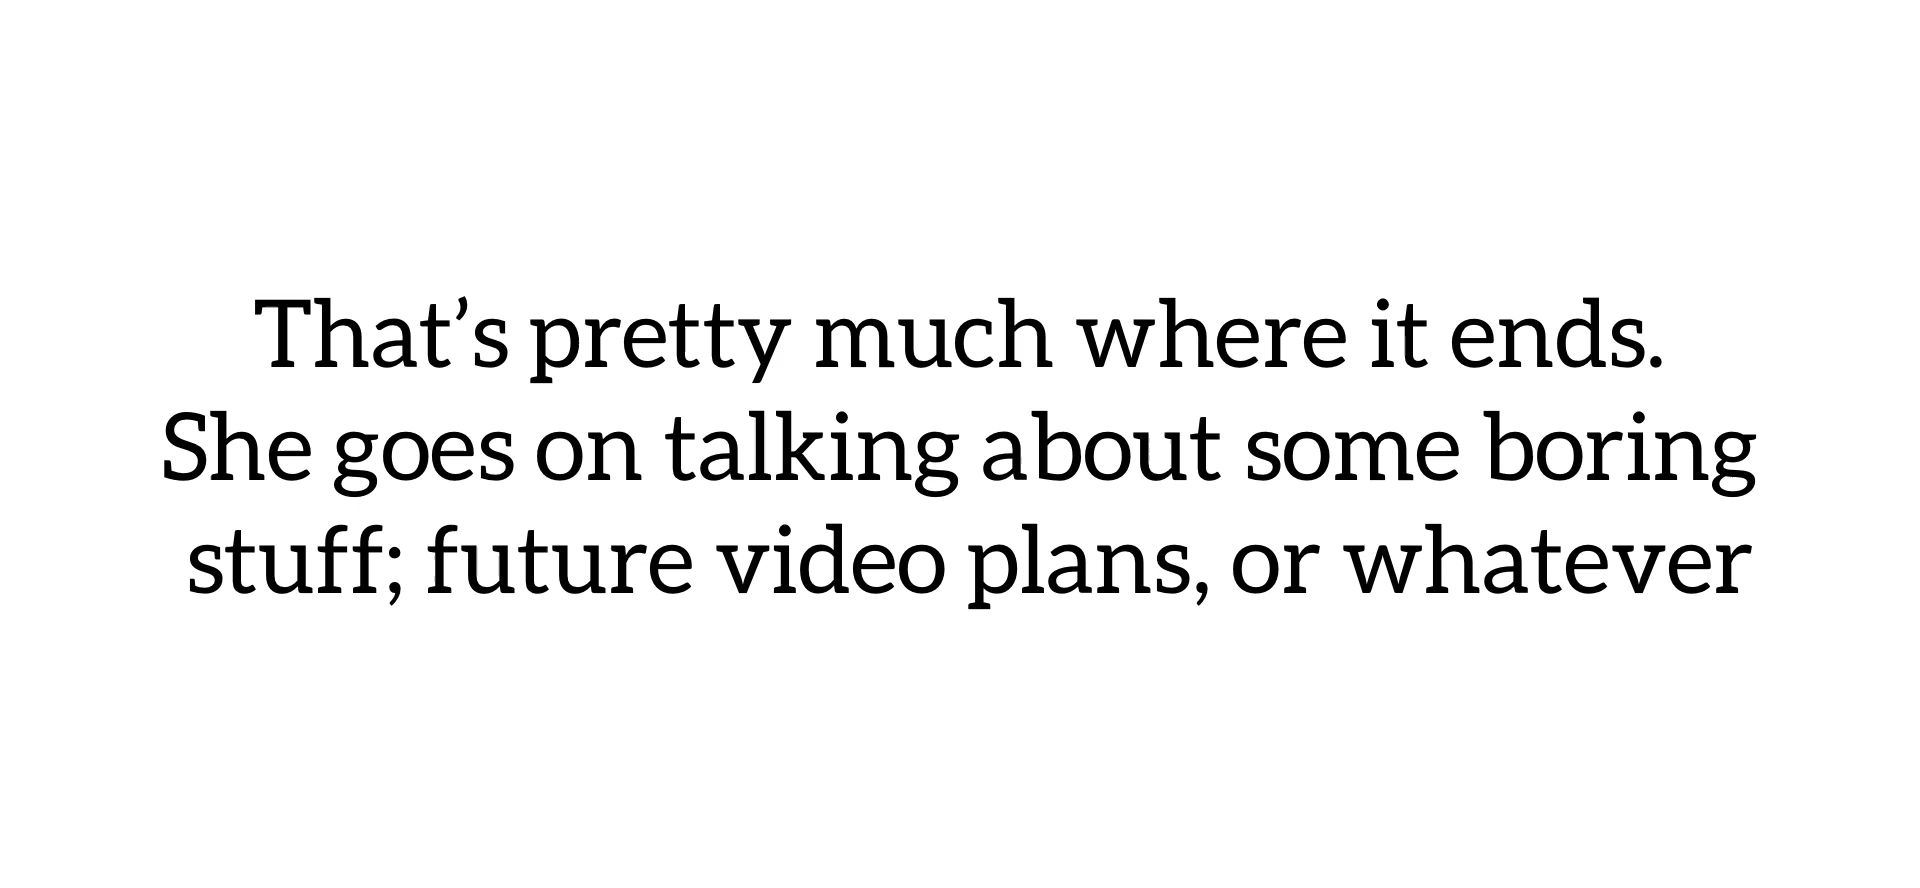 That’s pretty much where it ends.
She goes on talking about some boring
stuff; future video plans, or whatever